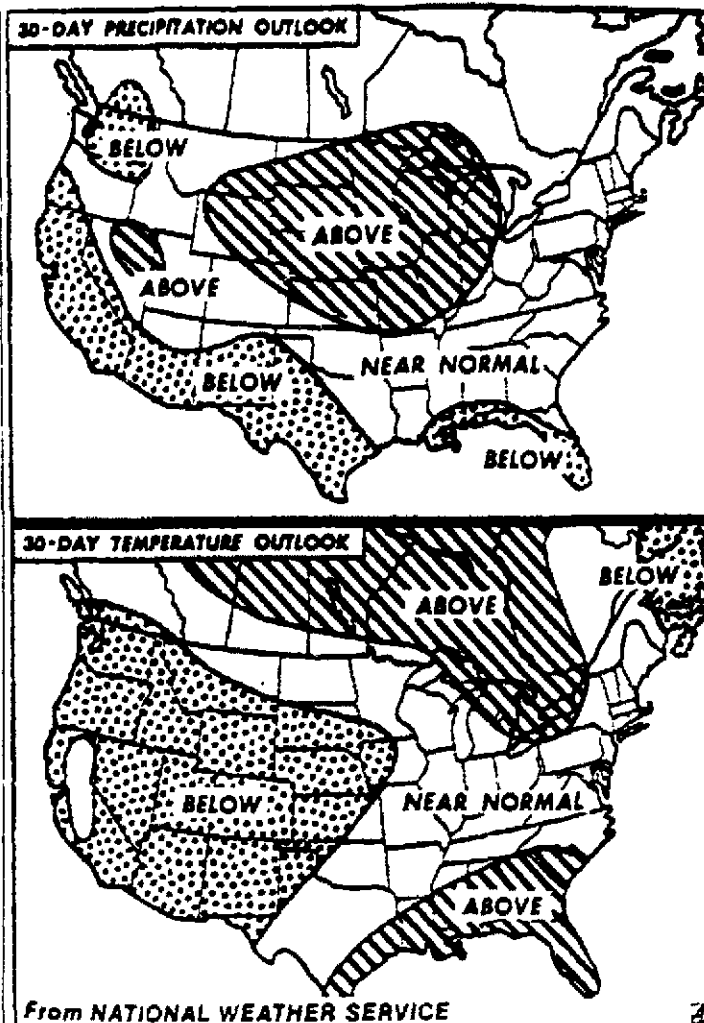 30-DAY PRECIPITATION OUTLOOK
BELOW
ABOVE
ABOVE
BELOW
NEAR NORMAL
BELOW
30-DAY TEMPERATURE OUTLOOK
BELOW
ABOVE
BELOW
NEAR NORMAL
ABOVE
From NATIONAL WEATHER SERVICE